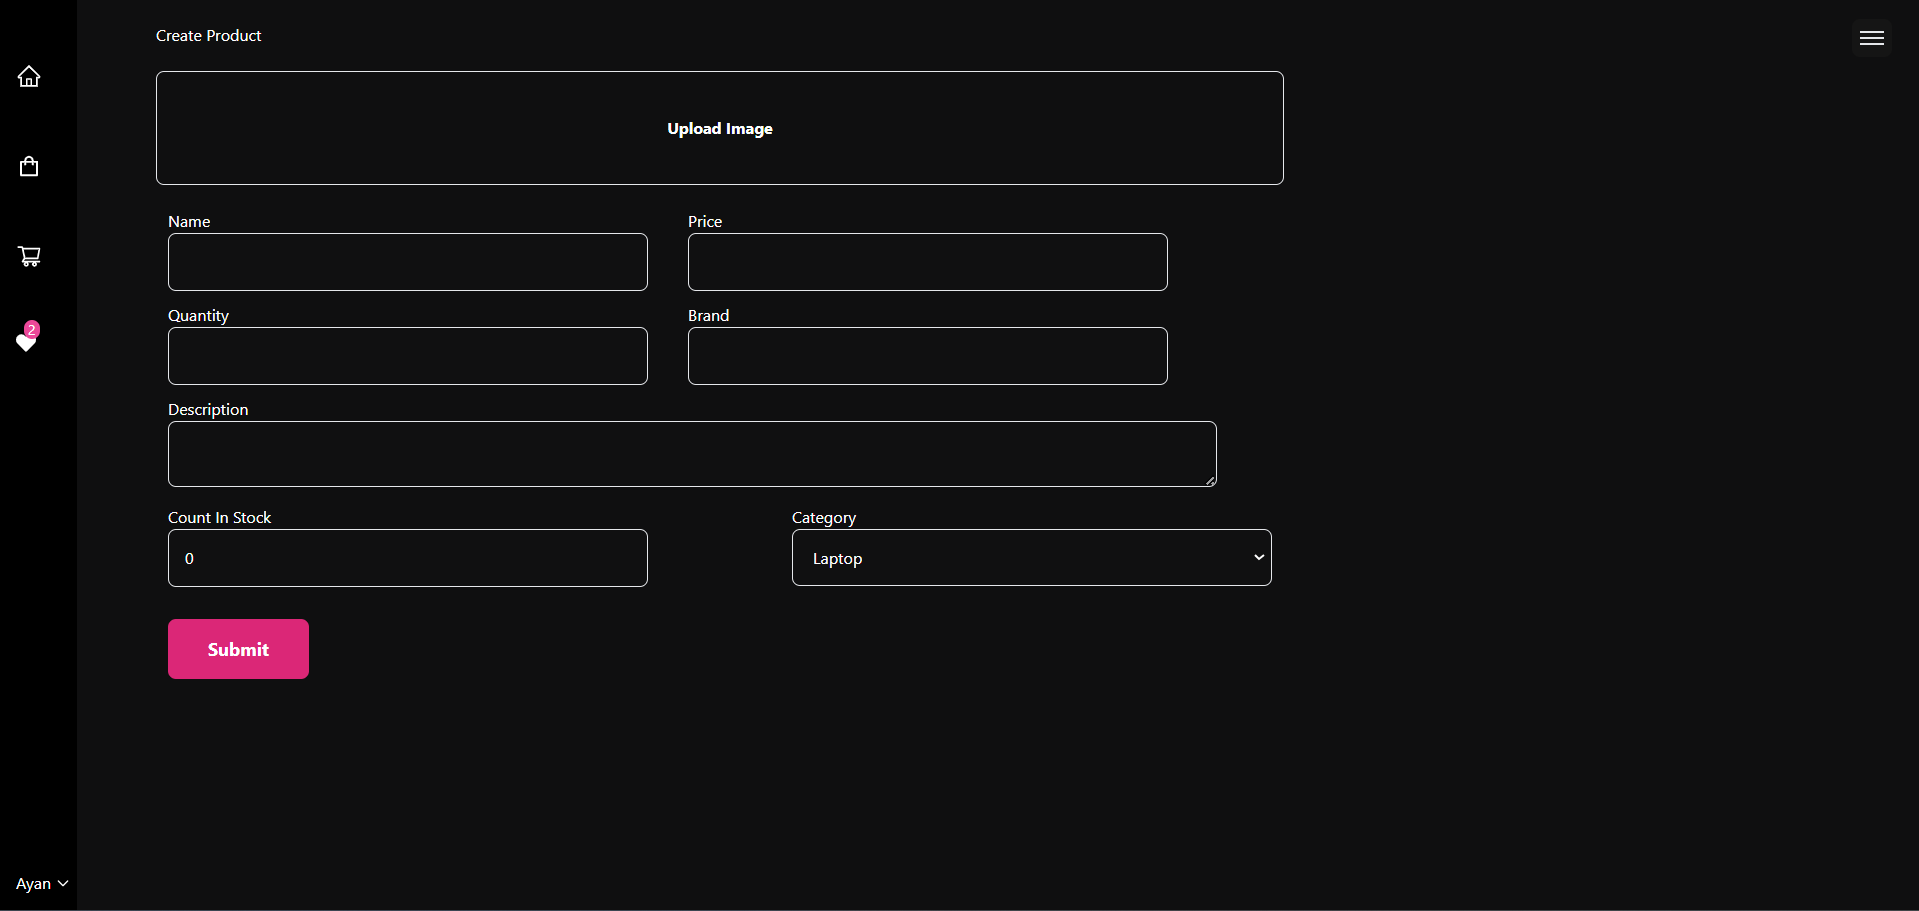 Create Product
Upload Image
Name
Price
Quantity
Brand
2
Description
Count In Stock
Category
0
Laptop
Submit
Ayan